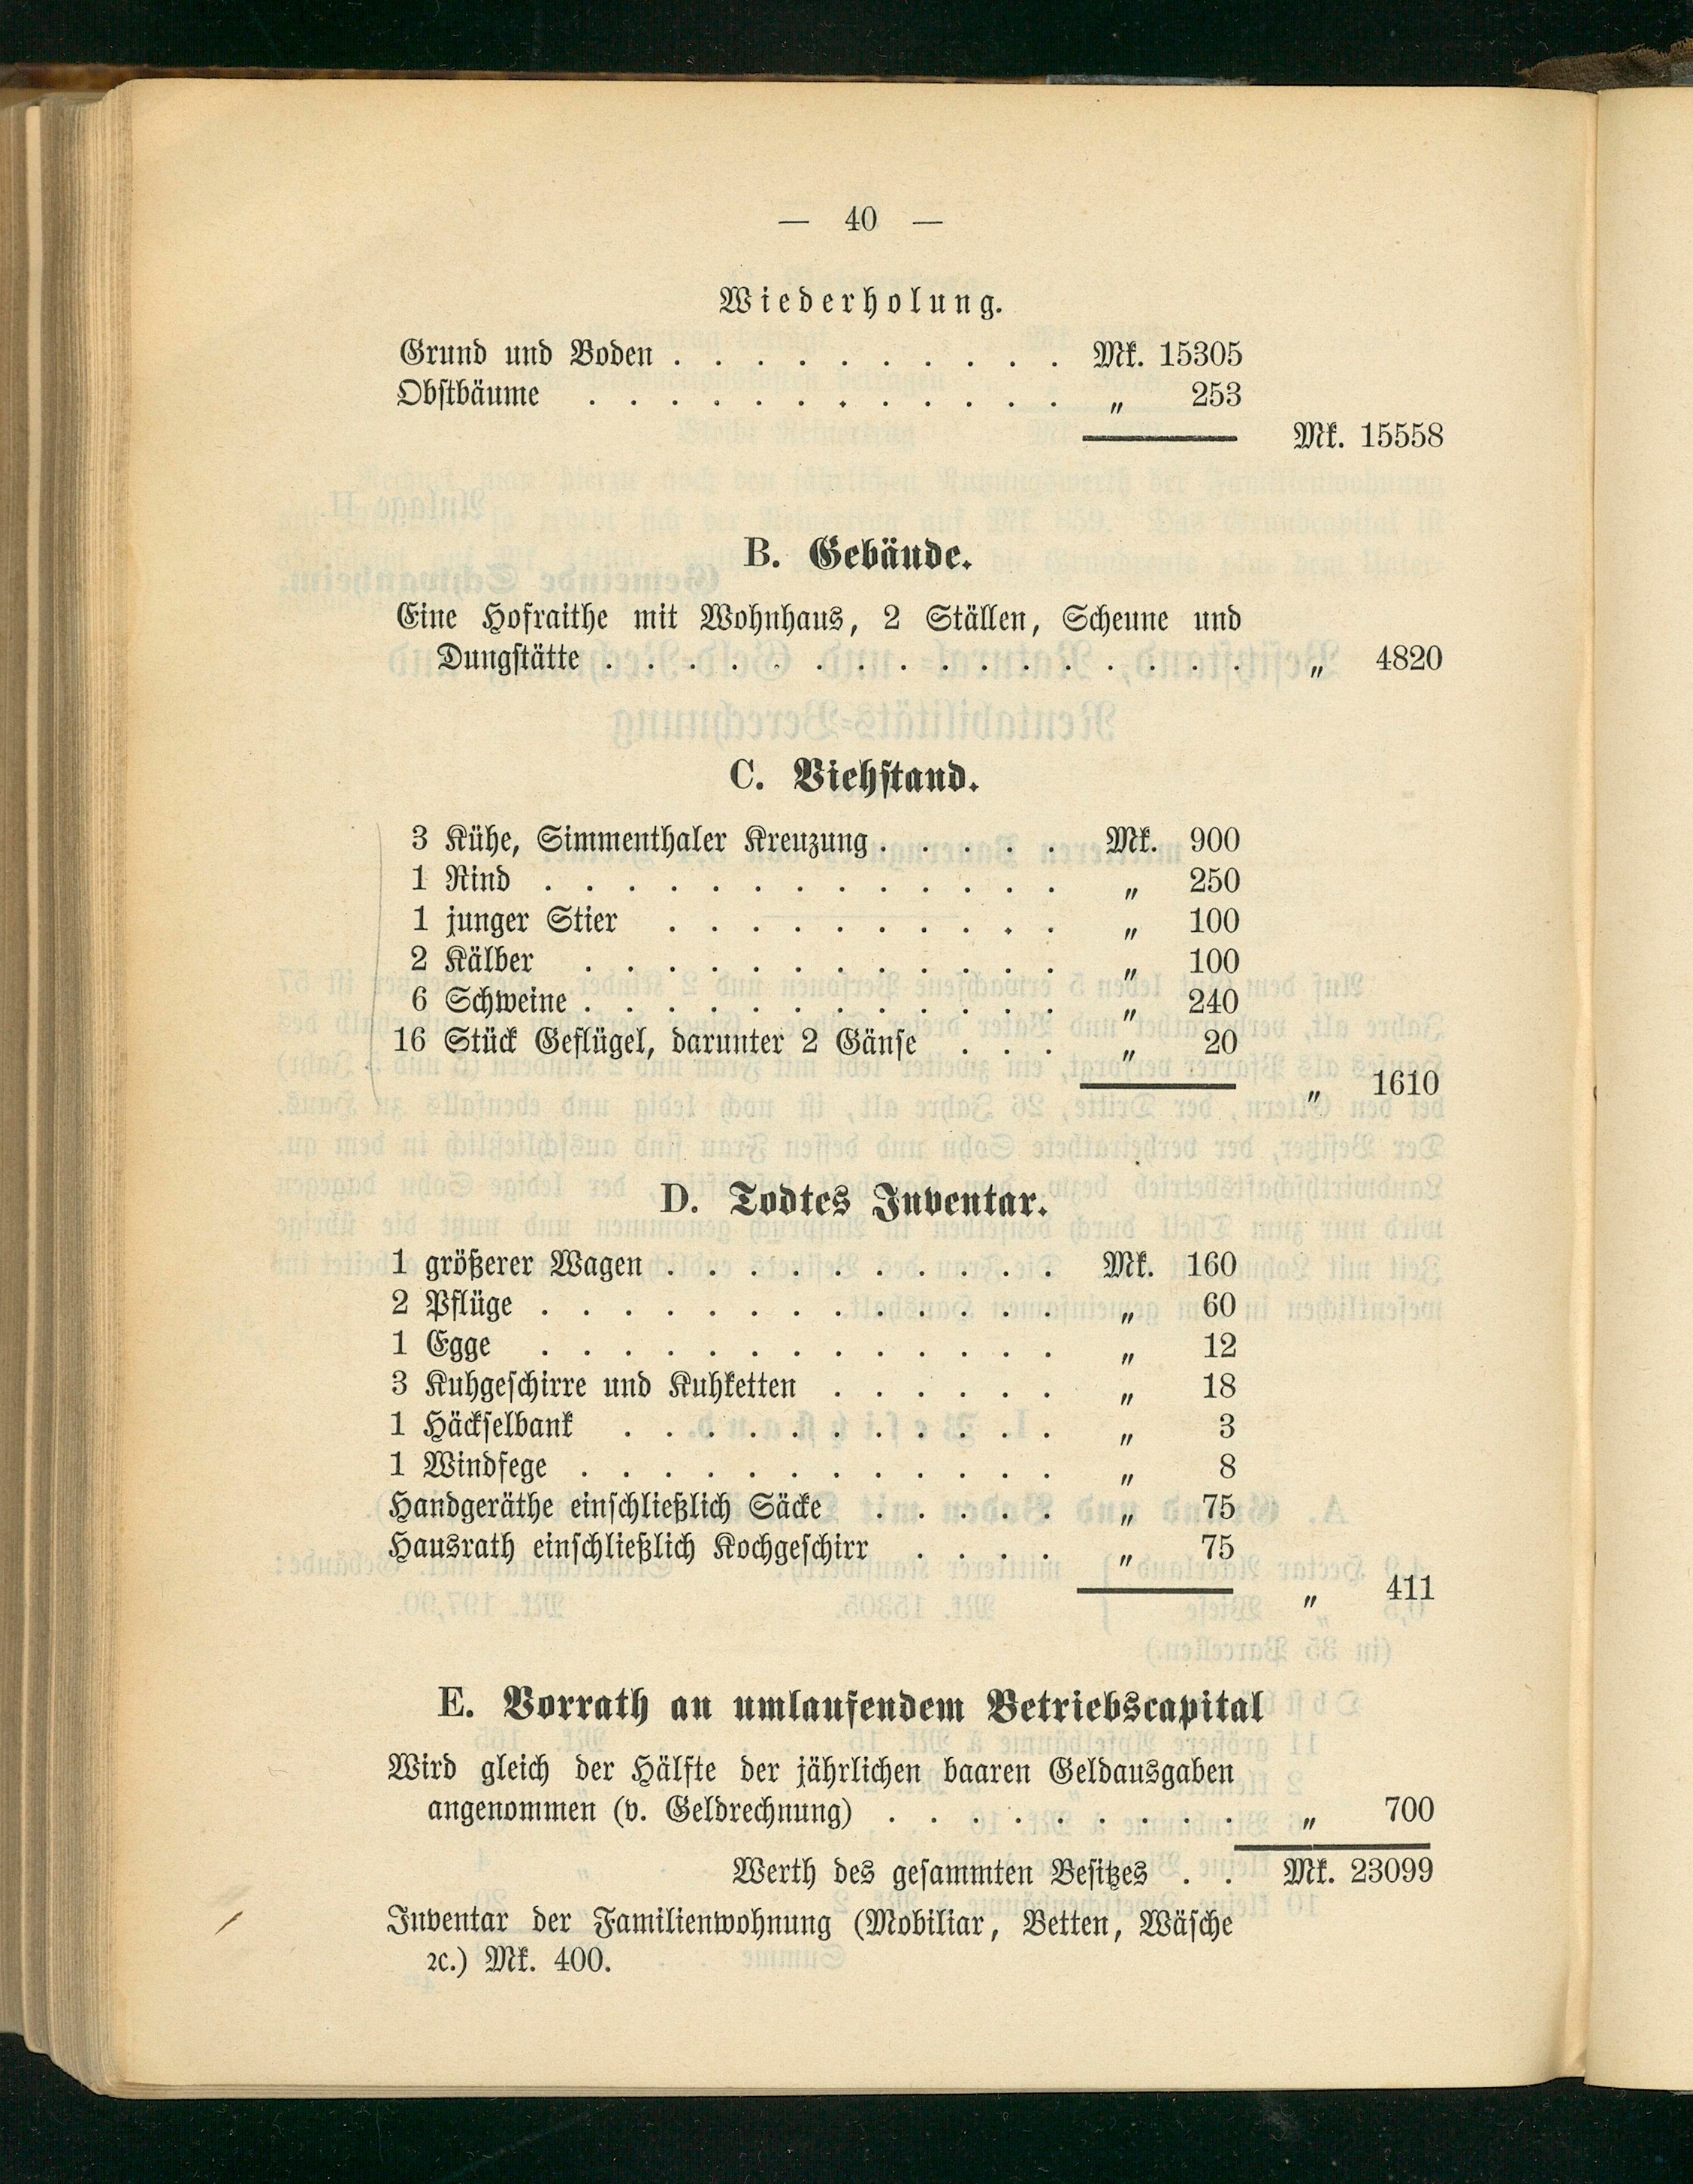 — 40 —
Wiederholung.
Grund und Boden . . . . . . . . . . Mk. 15305
Obstbäume . . . . . . . . . . . . „ 253
Mk. 15558
B. Gebäude.
Eine Hofraithe mit Wohnhaus, 2 Ställen, Scheune und
Dungstätte . . . . . . . . . . . . . . . . „ 4820
C. Viehstand.
3 Kühe, Simmenthaler Kreuzung . . . . . Mk. 900
1 Rind . . . . . . . . . . . . . „ 250
1 junger Stier . . . . . . . . . . „ 100
2 Kälber . . . . . . . . . . . . „ 100
6 Schweine . . . . . . . . . . . . „ 240
16 Stück Geflügel, darunter 2 Gänse . . . „ 20
„ 1610
D. Todtes Inventar.
1 größerer Wagen . . . . . . . . . . Mk. 160
2 Pflüge . . . . . . . . . . . . . „ 60
1 Egge . . . . . . . . . . . . . „ 12
3 Kuhgeschirre und Kuhketten . . . . . . „ 18
1 Häckselbank . . . . . . . . . . . „ 3
1 Windfege . . . . . . . . . . . . „ 8
Handgeräthe einschließlich Säcke . . . . . „ 75
Hausrath einschließlich Kochgeschirr . . . . „ 75
„ 411
E. Vorrath an umlaufendem Betriebscapital
Wird gleich der Hälfte der jährlichen baaren Geldausgaben
angenommen (v. Geldrechnung) . . . . . . . . . „ 700
Werth des gesammten Besitzes . . Mk. 23099
Inventar der Familienwohnung (Mobiliar, Betten, Wäsche
ꝛc.) Mk. 400.